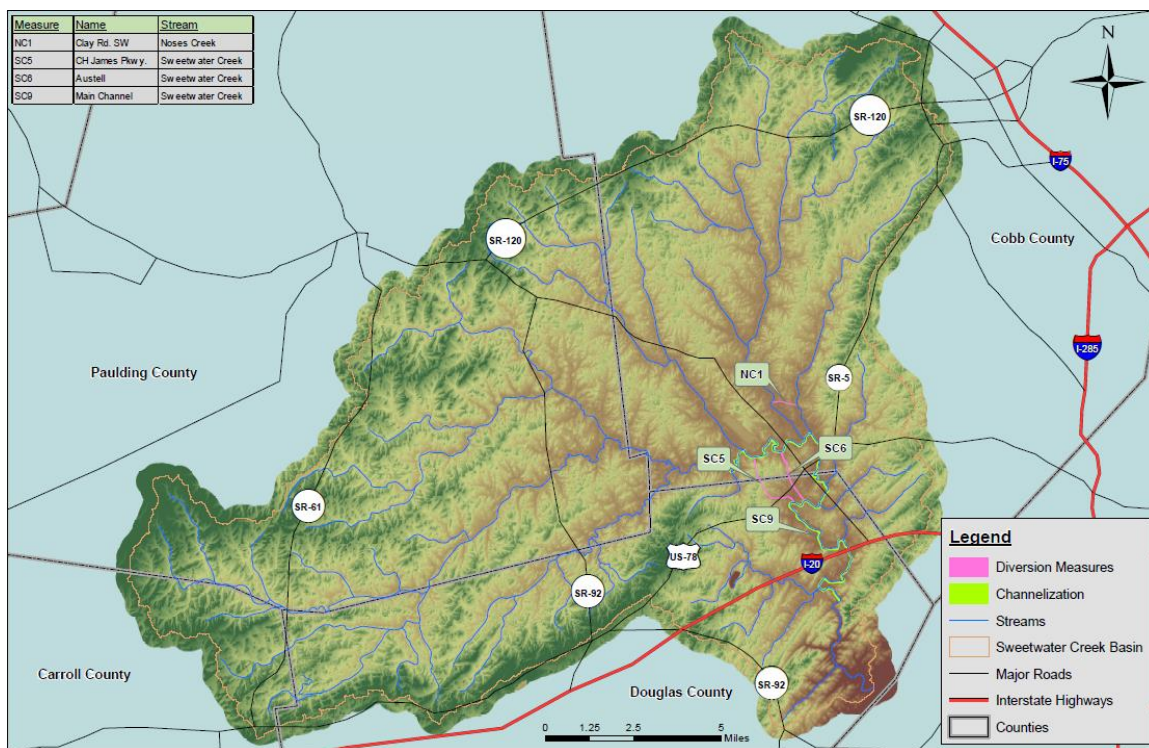 Measure Name Stream
NC1 Clay Rd. SW Noses Creek
SC5 CH James Pkwy. Sweetwater Creek
SC6 Austell Sweetwater Creek
SC9 Main Channel Sweetwater Creek
N
SR-120
I-75
SR-120
Cobb County
I-285
Paulding County
NC1
SR-5
SC6
SC5
SR-61
SC9
US-78
I-20
SR-92
Carroll County
Douglas County
SR-92
0 1.25 2.5 5
Miles
Legend
Diversion Measures
Channelization
Streams
Sweetwater Creek Basin
Major Roads
Interstate Highways
Counties